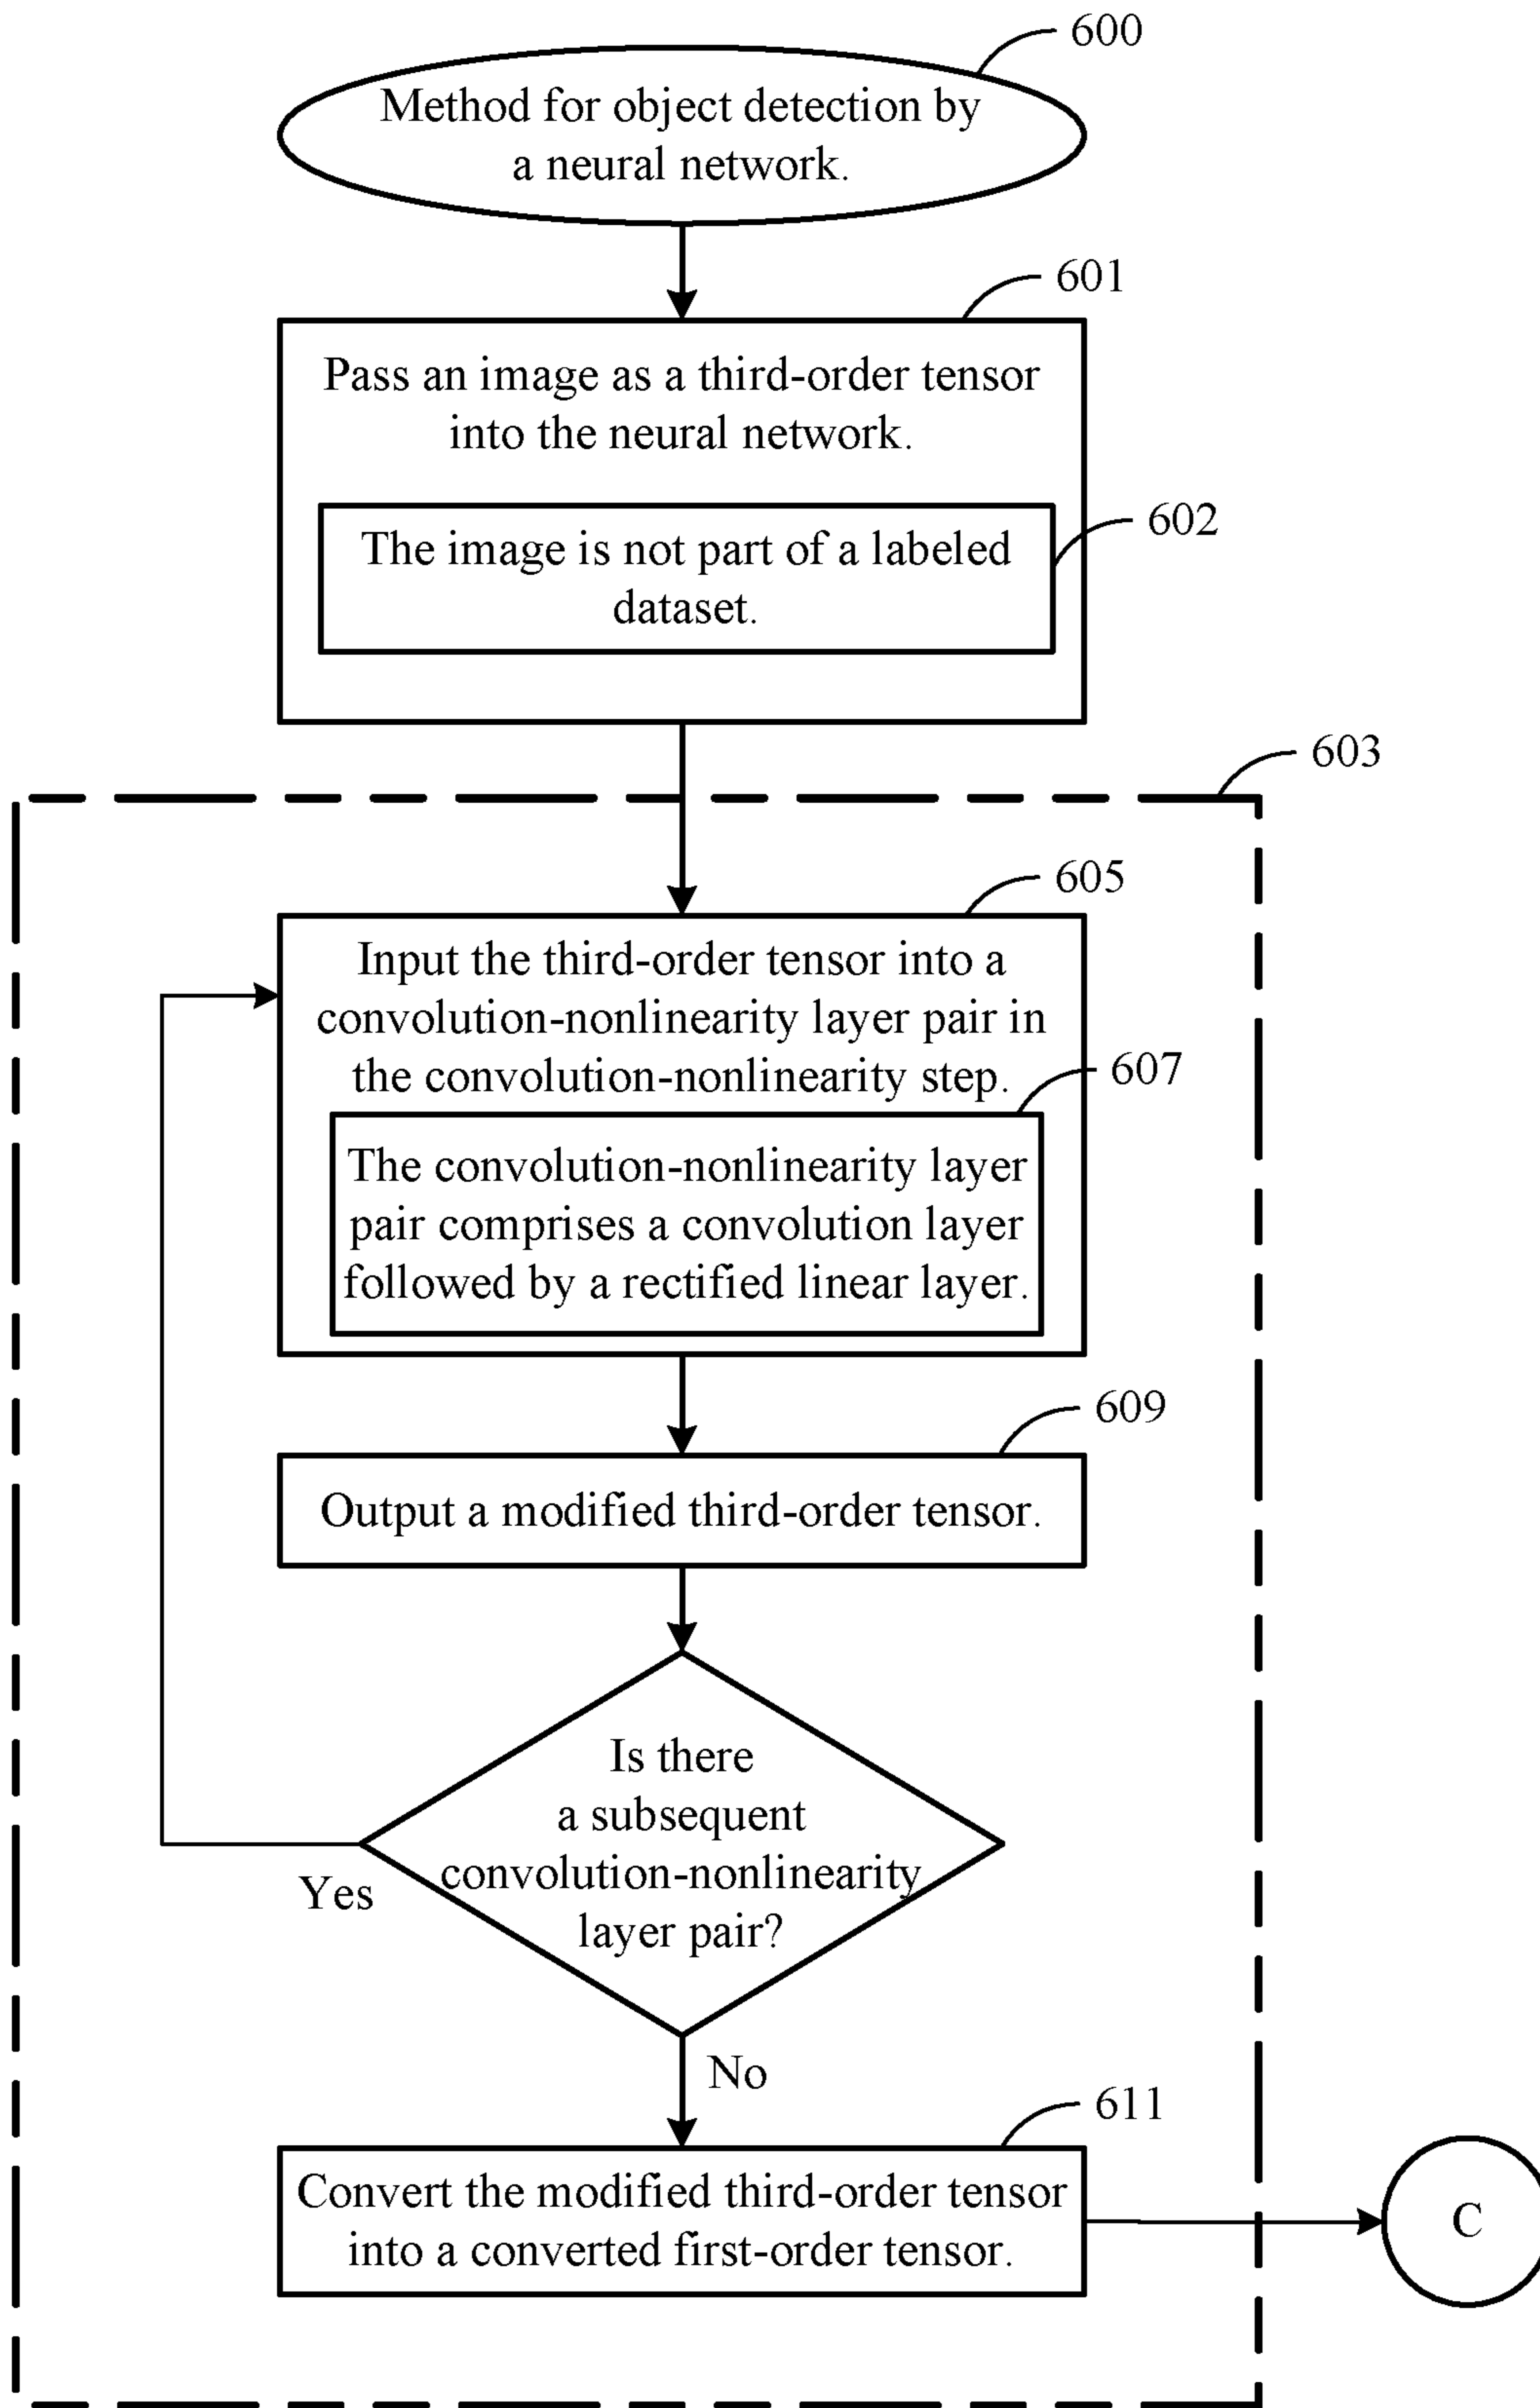 600
Method for object detection by
a neural network.
601
Pass an image as a third-order tensor
into the neural network.
602
The image is not part of a labeled
dataset.
603
605
Input the third-order tensor into a
convolution-nonlinearity layer pair in
the convolution-nonlinearity step.
607
The convolution-nonlinearity layer
pair comprises a convolution layer
followed by a rectified linear layer.
609
Output a modified third-order tensor.
Is there
a subsequent
convolution-nonlinearity
layer pair?
Yes
No
611
Convert the modified third-order tensor
into a converted first-order tensor.
C